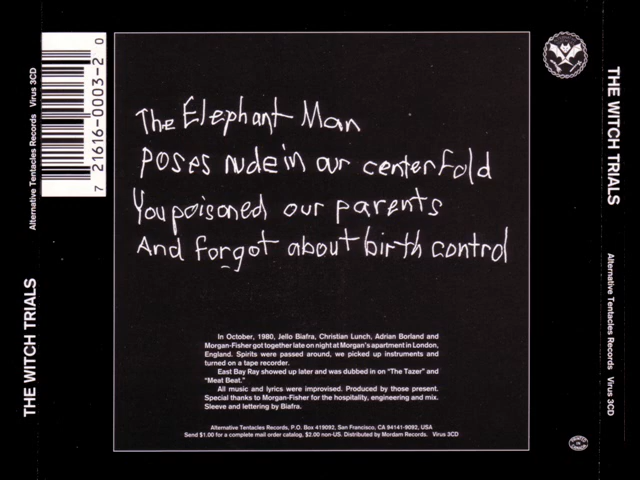 The Elephant Man
poses nude in our centerfold
You poisoned our parents
And forgot about birth control
In October, 1980, Jello Biafra, Christian Lunch, Adrian Borland and
Morgan-Fisher got together late on night at Morgan's apartment in London,
England. Spirits were passed around, we picked up instruments and
turned on a tape recorder.
East Bay Ray showed up later and was dubbed in on "The Tazer" and
"Meat Beat."
All music and lyrics were improvised. Produced by those present.
Special thanks to Morgan-Fisher for the hospitality, engineering and mix.
Sleeve and lettering by Biafra.
Alternative Tentacles Records, P.O. Box 419092, San Francisco, CA 94141-9092, USA
Send $1.00 for a complete mail order catalog, $2.00 non-US. Distributed by Mordam Records. Virus 3CD
7 21616-0003-2 0
Alternative Tentacles Records Virus 3CD
THE WITCH TRIALS
THE WITCH TRIALS
Alternative Tentacles Records Virus 3CD